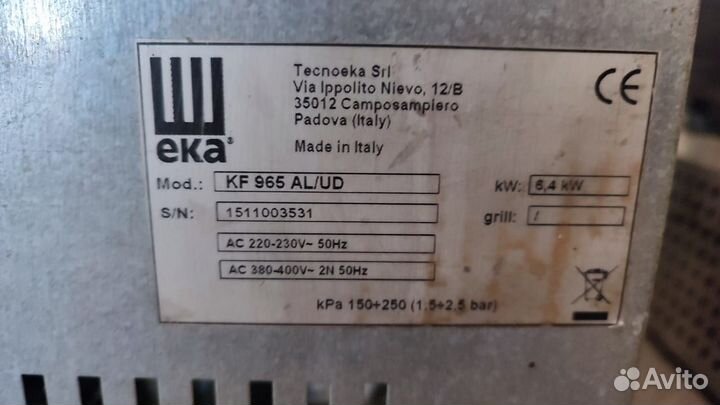 Tecnoeka Srl
Via Ippolito Nievo, 12/B
35012 Camposampiero
Padova (Italy)
Made in Italy
CE
eka®
Mod.: KF 965 AL/UD kW: 6,4 kW
S/N: 1511003531 grill: /
AC 220-230V~ 50Hz
AC 380-400V~ 2N 50Hz
kPa 150÷250 (1.5÷2.5 bar)
Avito